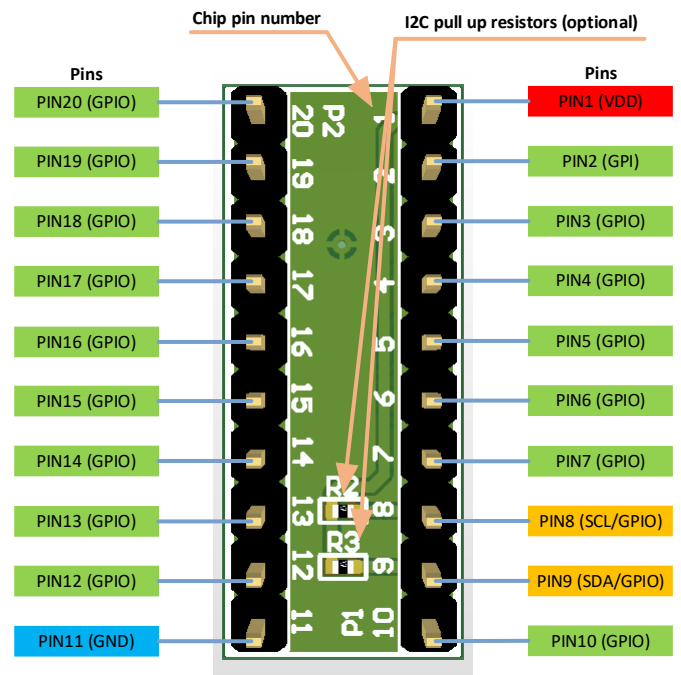 Chip pin number
I2C pull up resistors (optional)
Pins
Pins
PIN20 (GPIO)
PIN19 (GPIO)
PIN18 (GPIO)
PIN17 (GPIO)
PIN16 (GPIO)
PIN15 (GPIO)
PIN14 (GPIO)
PIN13 (GPIO)
PIN12 (GPIO)
PIN11 (GND)
20
19
18
17
16
15
14
13
12
11
P2
R2
R3
P1
1
2
3
4
5
6
7
8
9
10
PIN1 (VDD)
PIN2 (GPI)
PIN3 (GPIO)
PIN4 (GPIO)
PIN5 (GPIO)
PIN6 (GPIO)
PIN7 (GPIO)
PIN8 (SCL/GPIO)
PIN9 (SDA/GPIO)
PIN10 (GPIO)